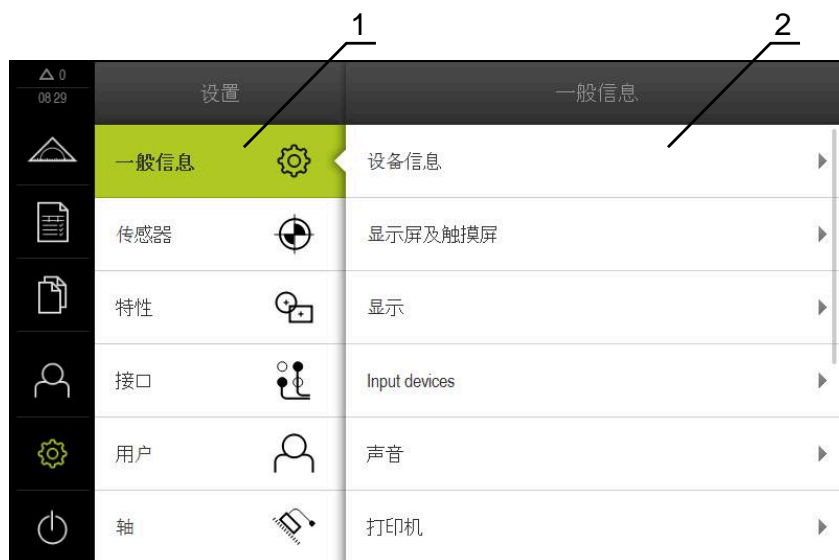 1
2
0
08 29
设置
一般信息
一般信息
传感器
特性
接口
用户
轴
设备信息
显示屏及触摸屏
显示
Input devices
声音
打印机